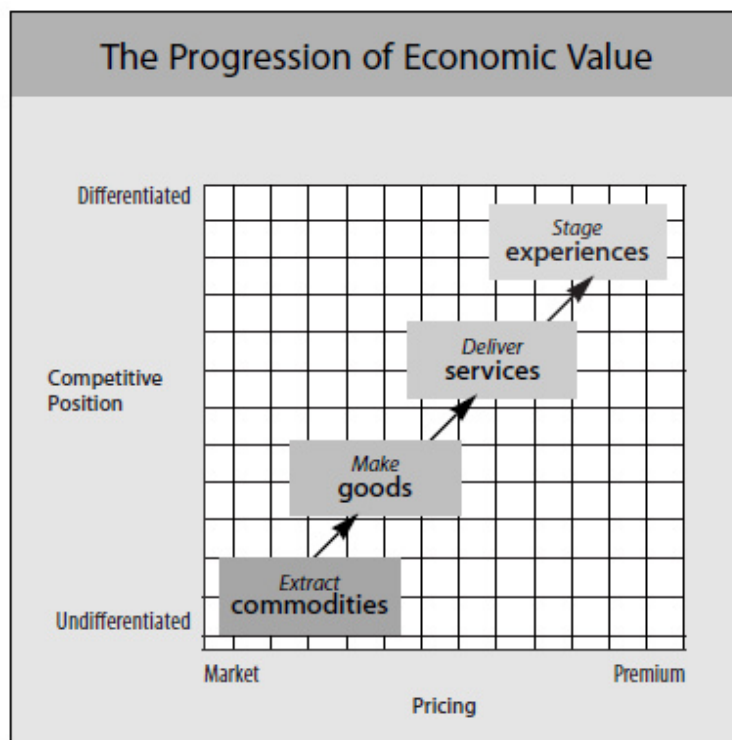 The Progression of Economic Value
Differentiated
Stage
experiences
Deliver
services
Competitive
Position
Make
goods
Extract
commodities
Undifferentiated
Market
Premium
Pricing